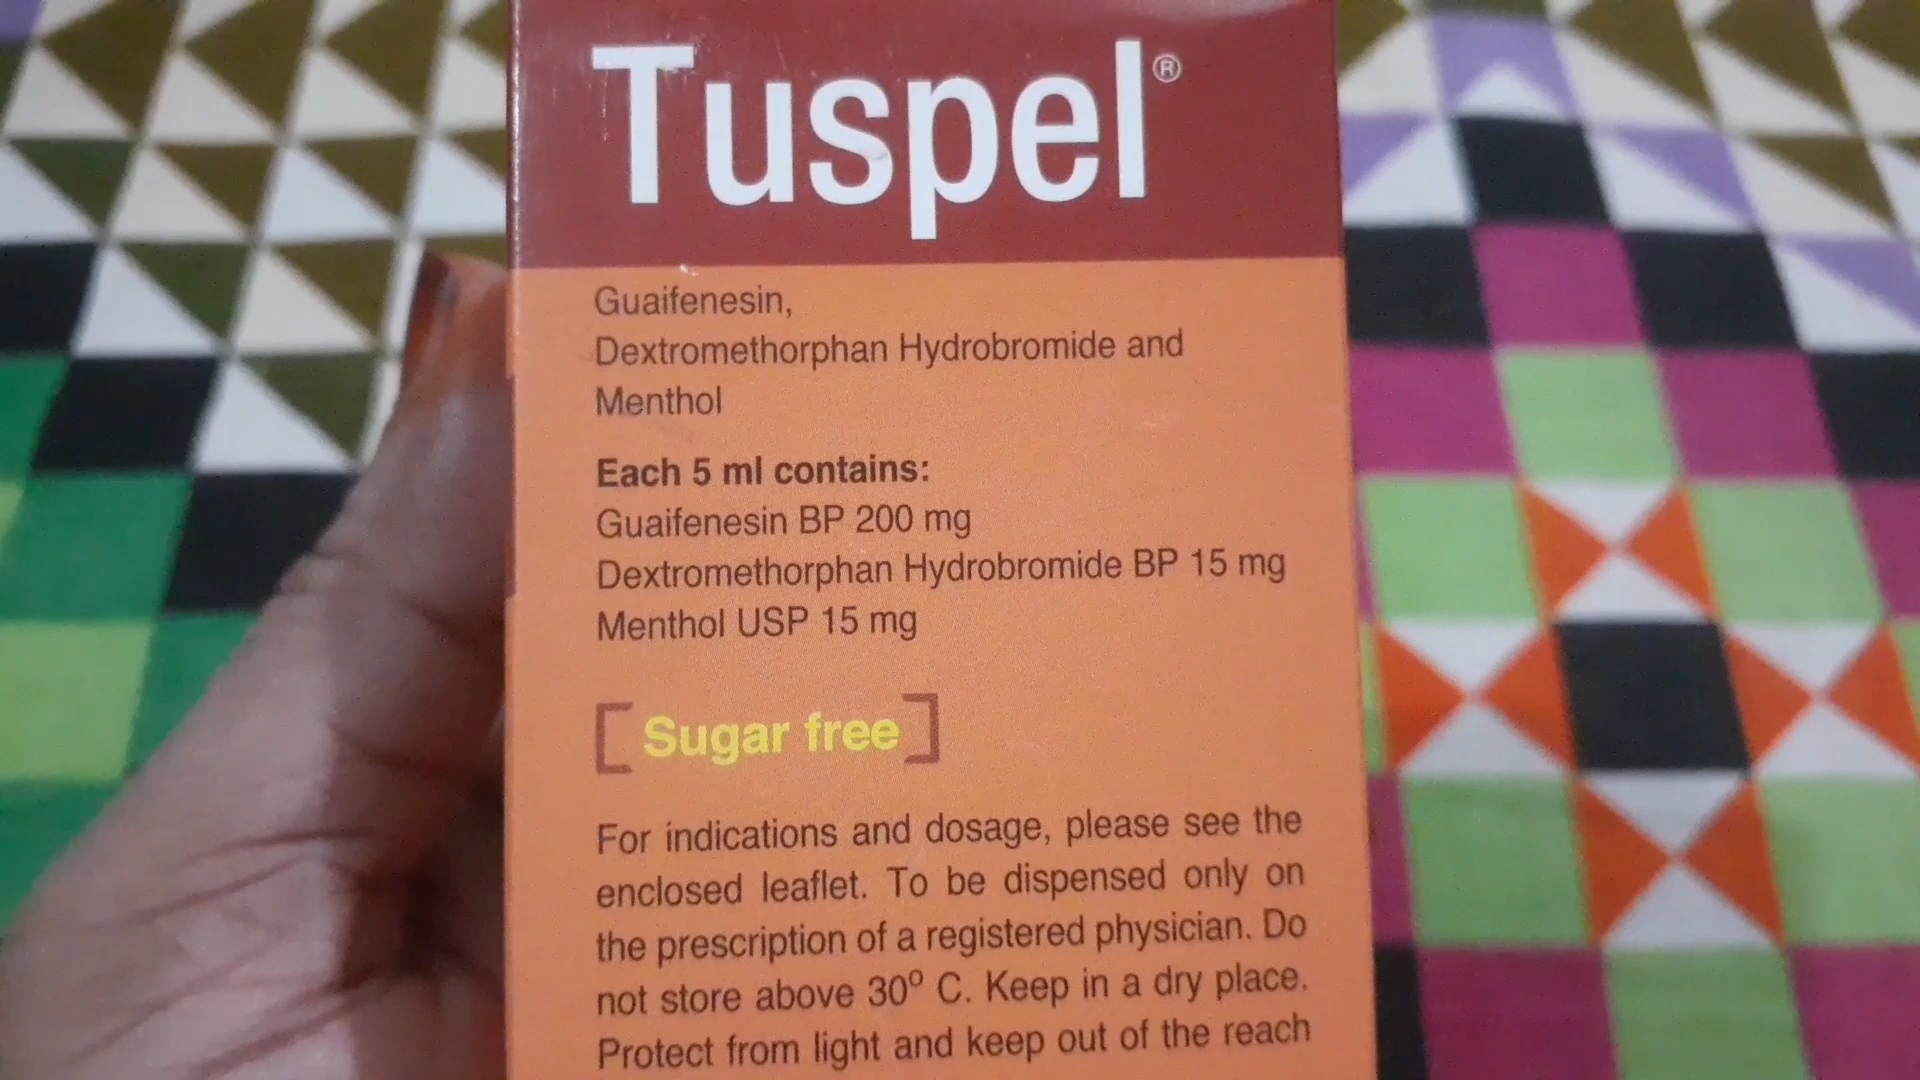 Tuspel®
Guaifenesin,
Dextromethorphan Hydrobromide and
Menthol
Each 5 ml contains:
Guaifenesin BP 200 mg
Dextromethorphan Hydrobromide BP 15 mg
Menthol USP 15 mg
[Sugar free]
For indications and dosage, please see the
enclosed leaflet. To be dispensed only on
the prescription of a registered physician. Do
not store above 30º C. Keep in a dry place.
Protect from light and keep out of the reach